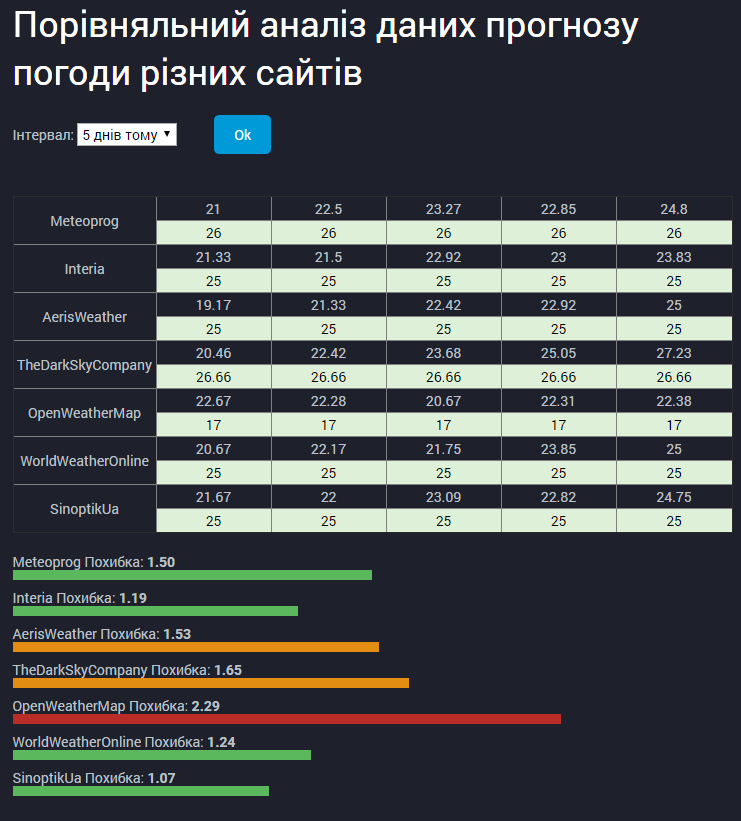 Порівняльний аналіз даних прогнозу
погоди різних сайтів
Інтервал: 5 днів тому Ok
Meteoprog 21 22.5 23.27 22.85 24.8
26 26 26 26 26
Interia 21.33 21.5 22.92 23 23.83
25 25 25 25 25
AerisWeather 19.17 21.33 22.42 22.92 25
25 25 25 25 25
TheDarkSkyCompany 20.46 22.42 23.68 25.05 27.23
26.66 26.66 26.66 26.66 26.66
OpenWeatherMap 22.67 22.28 20.67 22.31 22.38
17 17 17 17 17
WorldWeatherOnline 20.67 22.17 21.75 23.85 25
25 25 25 25 25
SinoptikUa 21.67 22 23.09 22.82 24.75
25 25 25 25 25
Meteoprog Похибка: 1.50
Interia Похибка: 1.19
AerisWeather Похибка: 1.53
TheDarkSkyCompany Похибка: 1.65
OpenWeatherMap Похибка: 2.29
WorldWeatherOnline Похибка: 1.24
SinoptikUa Похибка: 1.07